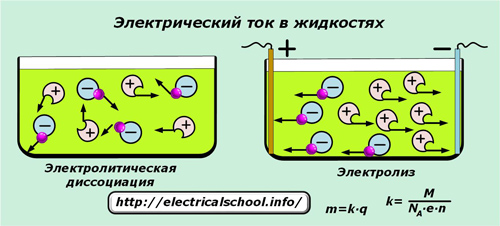 Электрический ток в жидкостях
+ −
Электролитическая
диссоциация
Электролиз
http://electricalschool.info/
m=k·q
k= M
N_A·e·n